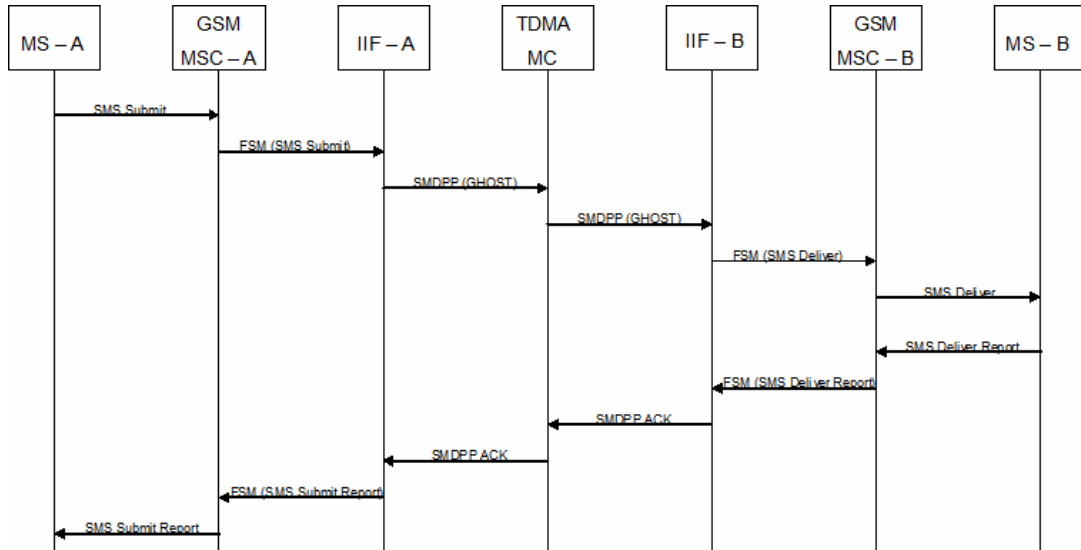 MS – A
GSM
MSC – A
IIF – A
TDMA
MC
IIF – B
GSM
MSC – B
MS – B
SMS Submit
FSM (SMS Submit)
SMDPP (GHOST)
SMDPP (GHOST)
FSM (SMS Deliver)
SMS Deliver
SMS Deliver Report
FSM (SMS Deliver Report)
SMDPP ACK
SMDPP ACK
FSM (SMS Submit Report)
SMS Submit Report